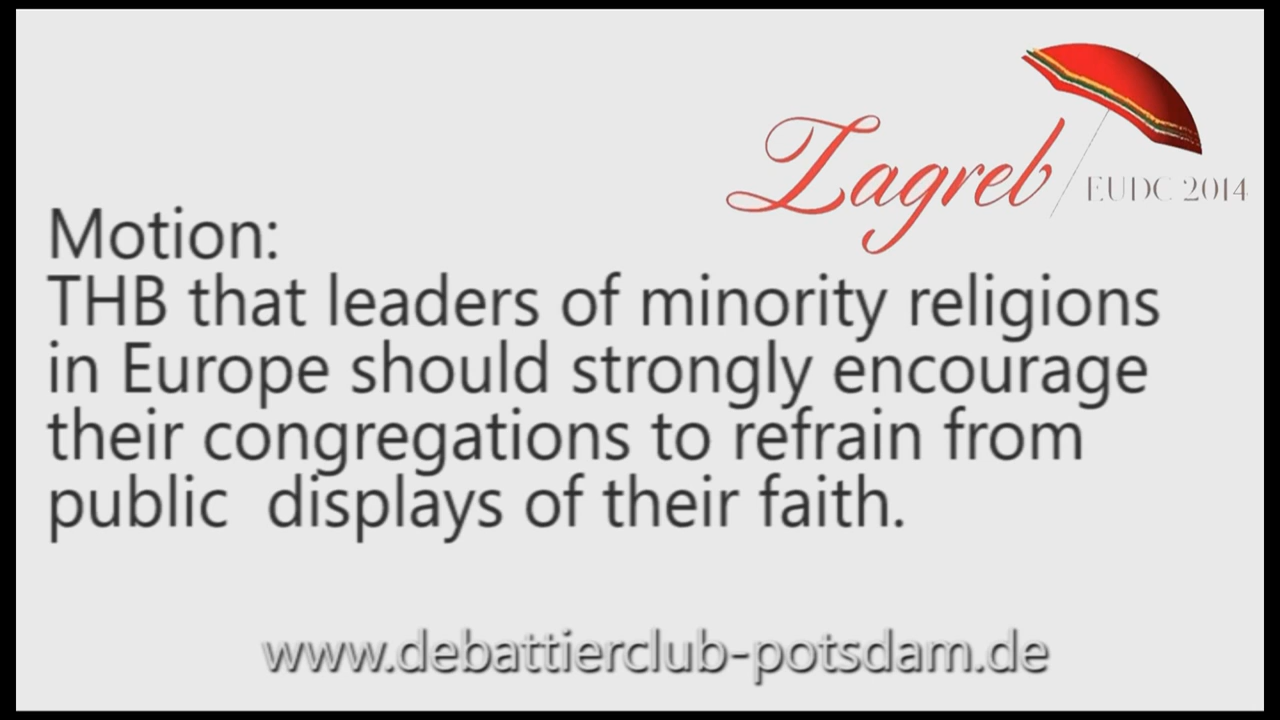 Zagreb EUDC 2014
Motion:
THB that leaders of minority religions
in Europe should strongly encourage
their congregations to refrain from
public  displays of their faith.
www.debattierclub-potsdam.de